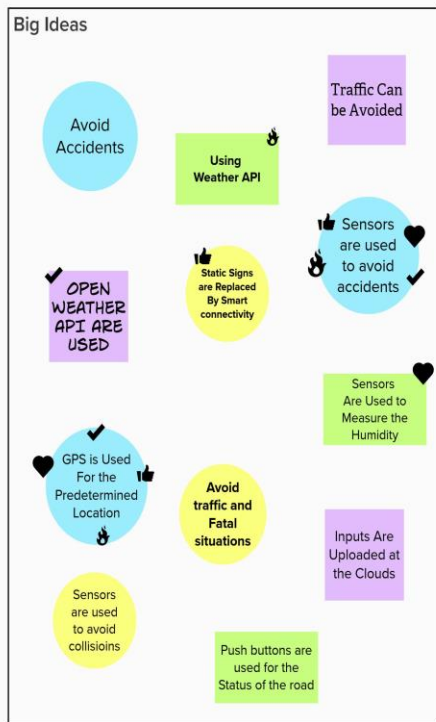 Big Ideas
Avoid
Accidents
Traffic Can
be Avoided
Using
Weather API
Sensors
are used
to avoid
accidents
OPEN
WEATHER
API ARE
USED
Static Signs
are Replaced
By Smart
connectivity
Sensors
Are Used to
Measure the
Humidity
GPS is Used
For the
Predetermined
Location
Avoid
traffic and
Fatal
situations
Inputs Are
Uploaded at
the Clouds
Sensors
are used
to avoid
collisioins
Push buttons are
used for the
Status of the road